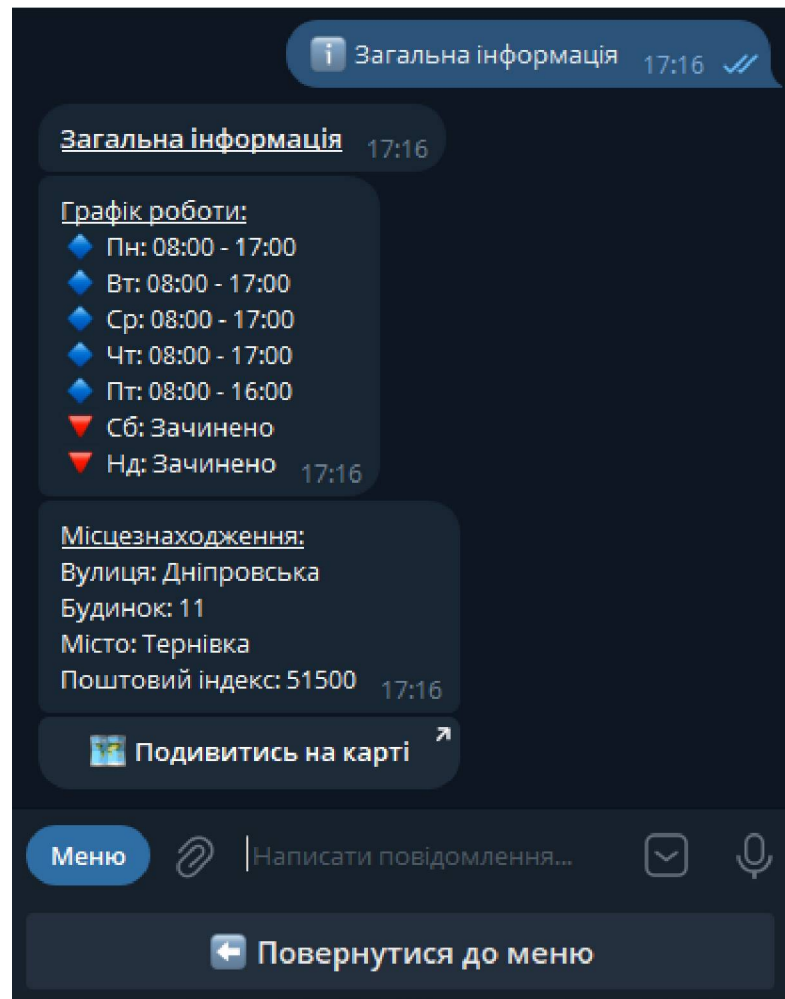 ℹ️ Загальна інформація 17:16
Загальна інформація 17:16
Графік роботи:
🔹 Пн: 08:00 - 17:00
🔹 Вт: 08:00 - 17:00
🔹 Ср: 08:00 - 17:00
🔹 Чт: 08:00 - 17:00
🔹 Пт: 08:00 - 16:00
🔻 Сб: Зачинено
🔻 Нд: Зачинено 17:16
Місцезнаходження:
Вулиця: Дніпровська
Будинок: 11
Місто: Тернівка
Поштовий індекс: 51500 17:16
🗺️ Подивитись на карті
Меню Написати повідомлення...
⬅️ Повернутися до меню